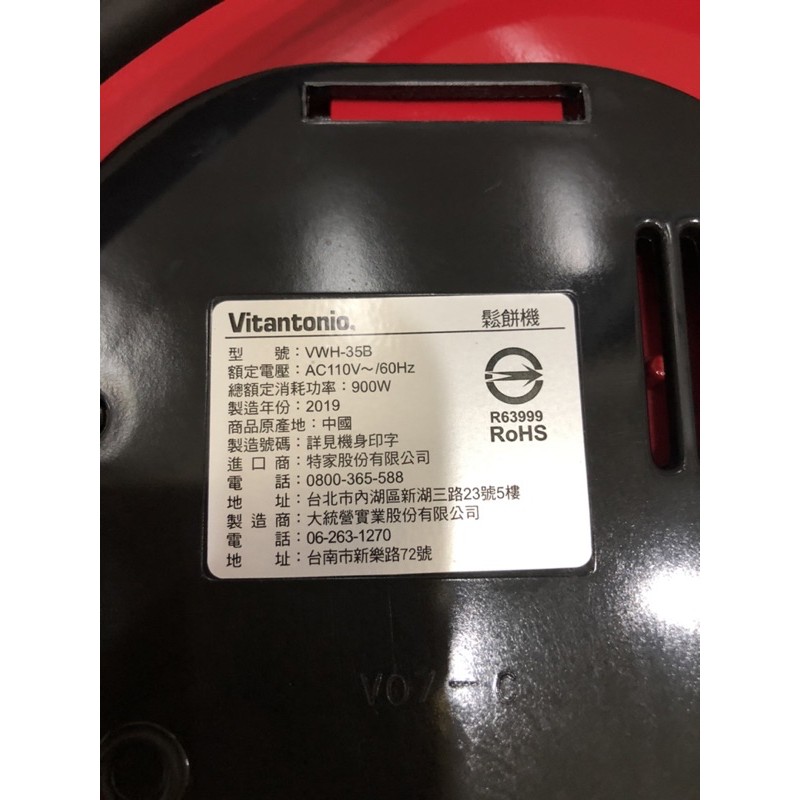 Vitantonio.
鬆餅機
型　號：VWH-35B
額定電壓：AC110V～/60Hz
總額定消耗功率：900W
製造年份：2019
商品原產地：中國
製造號碼：詳見機身印字
進口商：特家股份有限公司
電　話：0800-365-588
地　址：台北市內湖區新湖三路23號5樓
製造商：大統營實業股份有限公司
電　話：06-263-1270
地　址：台南市新樂路72號
R63999
RoHS